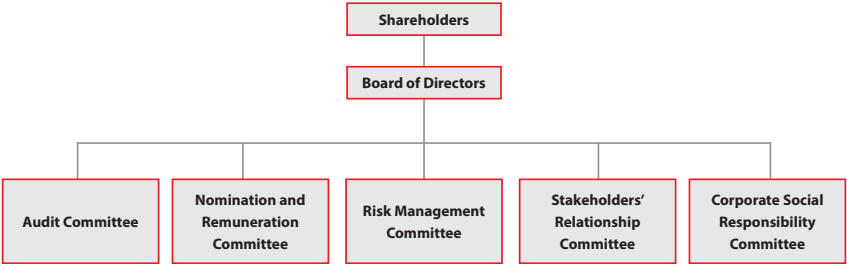 Shareholders
Board of Directors
Audit Committee
Nomination and
Remuneration
Committee
Risk Management
Committee
Stakeholders’
Relationship
Committee
Corporate Social
Responsibility
Committee